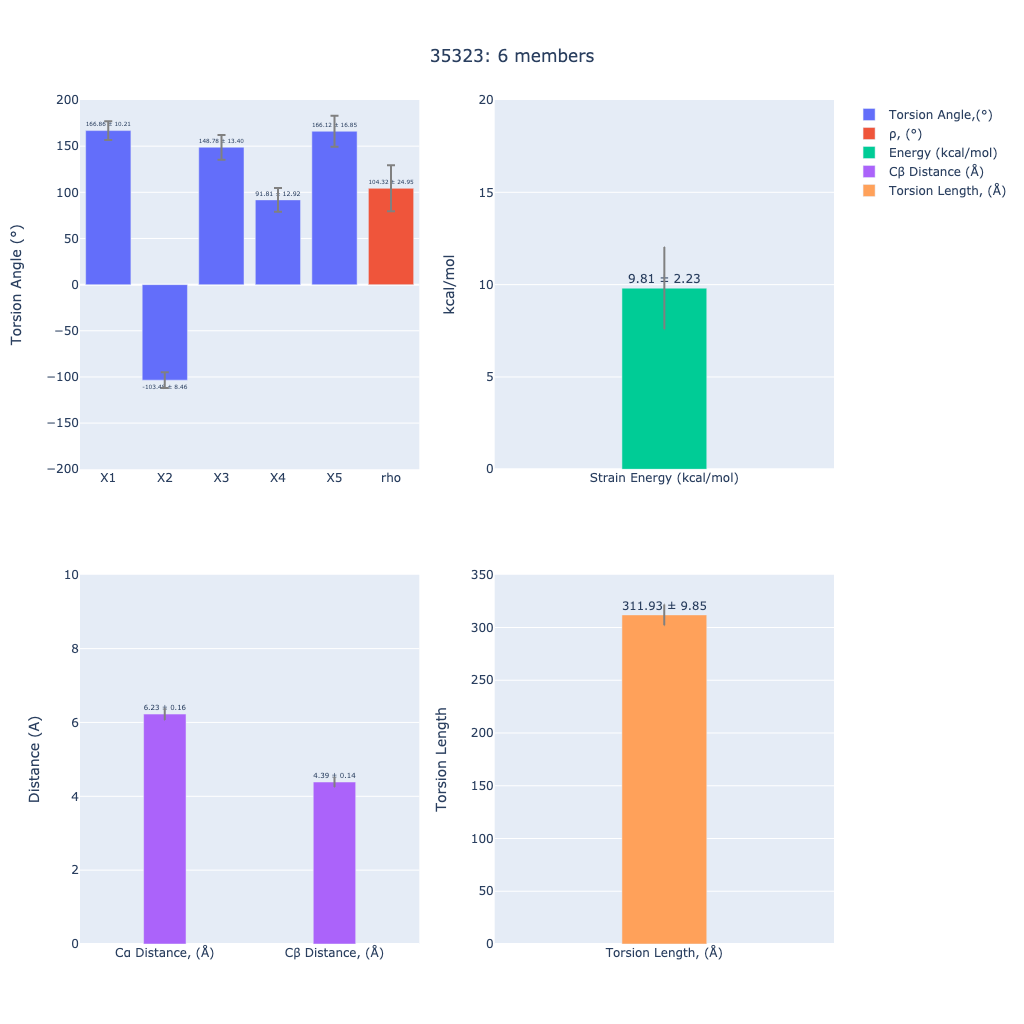 35323: 6 members
Torsion Angle (°)
200
150
100
50
0
−50
−100
−150
−200
166.86 ± 10.21
148.78 ± 13.40
91.81 ± 12.92
166.12 ± 16.85
104.32 ± 24.95
± 8.46
X1 X2 X3 X4 X5 rho
kcal/mol
20
15
10
5
0
9.81 ± 2.23
Strain Energy (kcal/mol)
Torsion Angle,(°)
ρ, (°)
Energy (kcal/mol)
Cβ Distance (Å)
Torsion Length, (Å)
Distance (A)
10
8
6
4
2
0
6.23 ± 0.16
4.39 ± 0.14
Cα Distance, (Å) Cβ Distance, (Å)
Torsion Length
350
300
250
200
150
100
50
0
311.93 ± 9.85
Torsion Length, (Å)